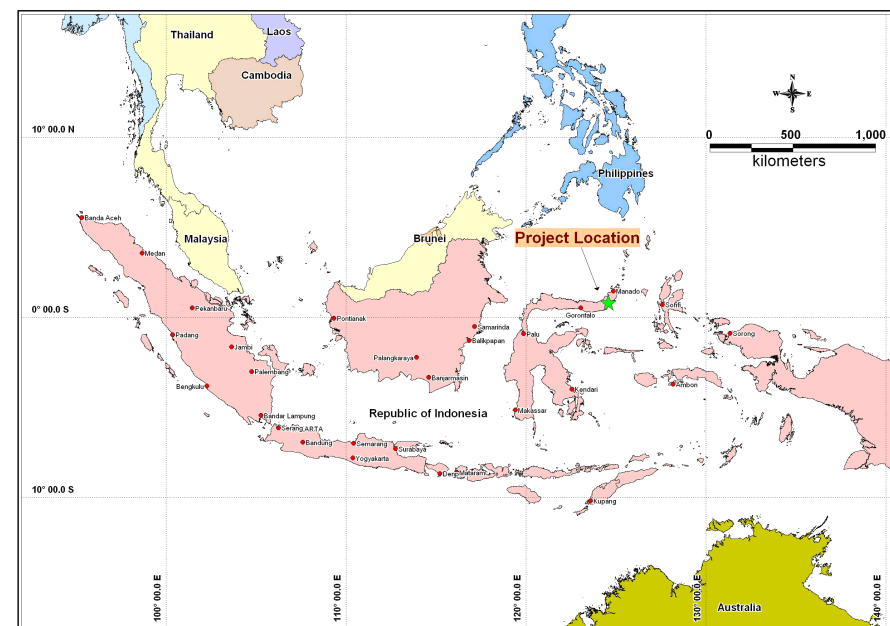 Thailand
Laos
Cambodia
N
W E
S
10° 00.0 N
0 500 1,000
kilometers
Philippines
Banda Aceh
Malaysia
Brunei
Project Location
Medan
Manado
Pekanbaru
Sofifi
0° 00.0 S
Gorontalo
Pontianak
Samarinda
Padang
Palu
Sorong
Balikpapan
Jambi
Palangkaraya
Palembang
Banjarmasin
Ambon
Bengkulu
Kendari
Makassar
Republic of Indonesia
Bandar Lampung
Serang ARTA
Bandung
Semarang
Surabaya
Yogyakarta
Mataram
10° 00.0 S
Kupang
100° 00.0 E
110° 00.0 E
120° 00.0 E
130° 00.0 E
140° 00.0 E
Australia